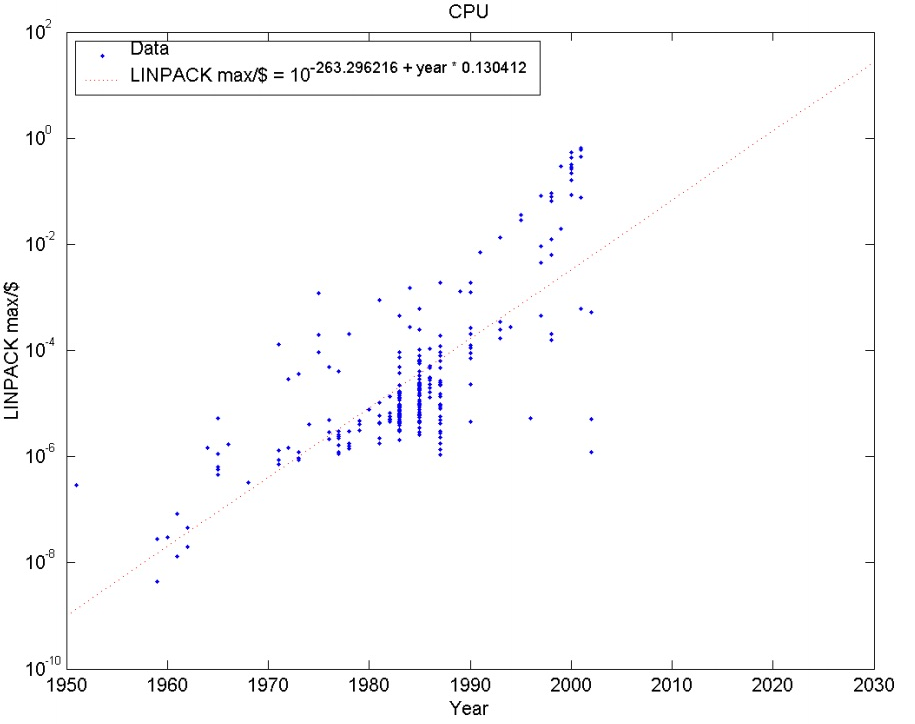 CPU
10^2
Data
LINPACK max/$ = 10^-263.296216 + year * 0.130412
10^0
10^-2
LINPACK max/$
10^-4
10^-6
10^-8
10^-10
1950 1960 1970 1980 1990 2000 2010 2020 2030
Year